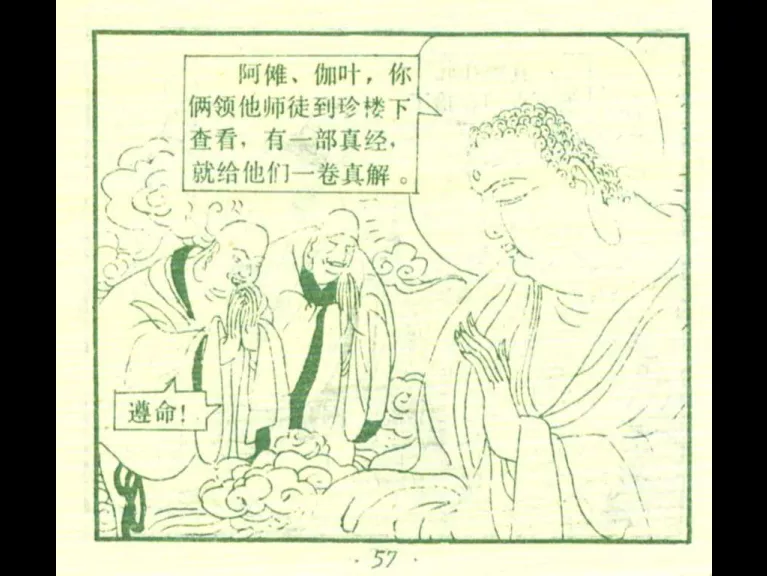 阿傩、伽叶，你
俩领他师徒到珍楼下
查看，有一部真经，
就给他们一卷真解。
遵命！
· 57 ·